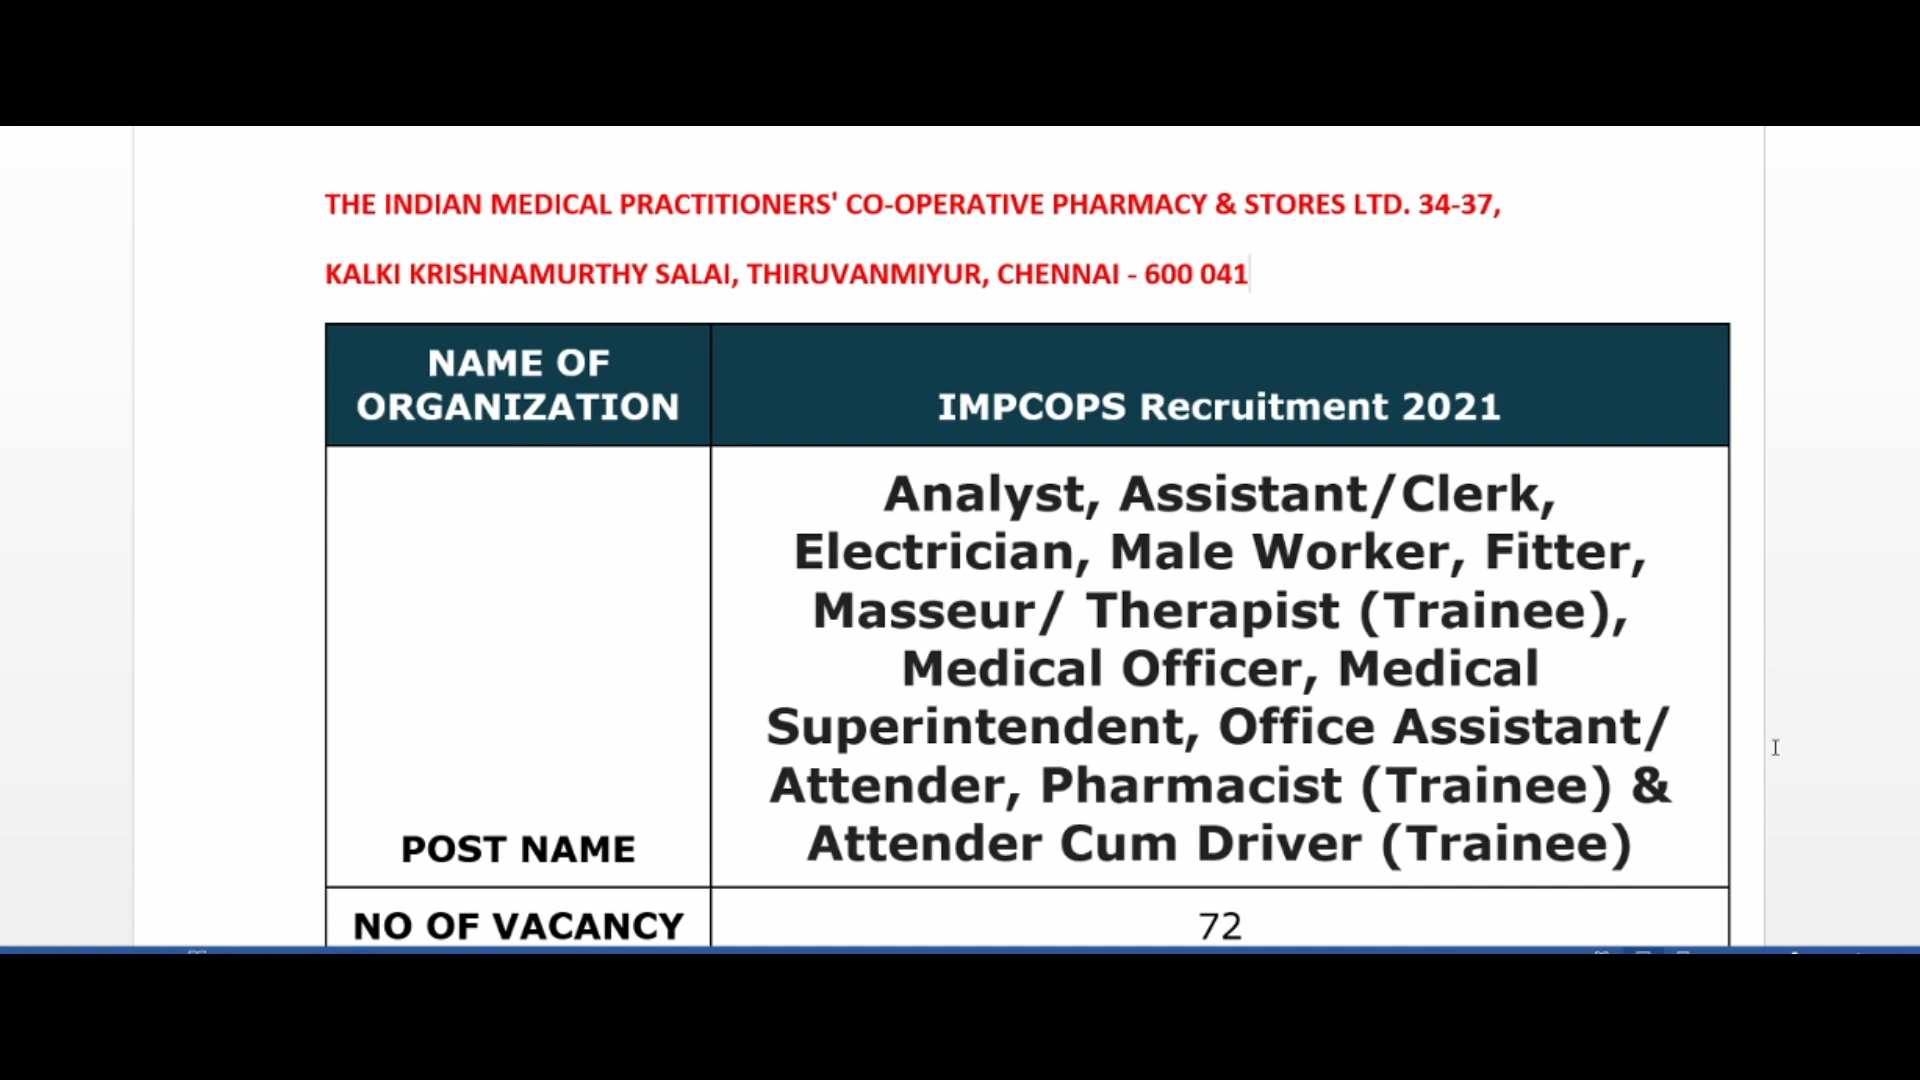 THE INDIAN MEDICAL PRACTITIONERS' CO-OPERATIVE PHARMACY & STORES LTD. 34-37,
KALKI KRISHNAMURTHY SALAI, THIRUVANMIYUR, CHENNAI - 600 041
NAME OF
ORGANIZATION
IMPCOPS Recruitment 2021
POST NAME
Analyst, Assistant/Clerk,
Electrician, Male Worker, Fitter,
Masseur/ Therapist (Trainee),
Medical Officer, Medical
Superintendent, Office Assistant/
Attender, Pharmacist (Trainee) &
Attender Cum Driver (Trainee)
NO OF VACANCY
72